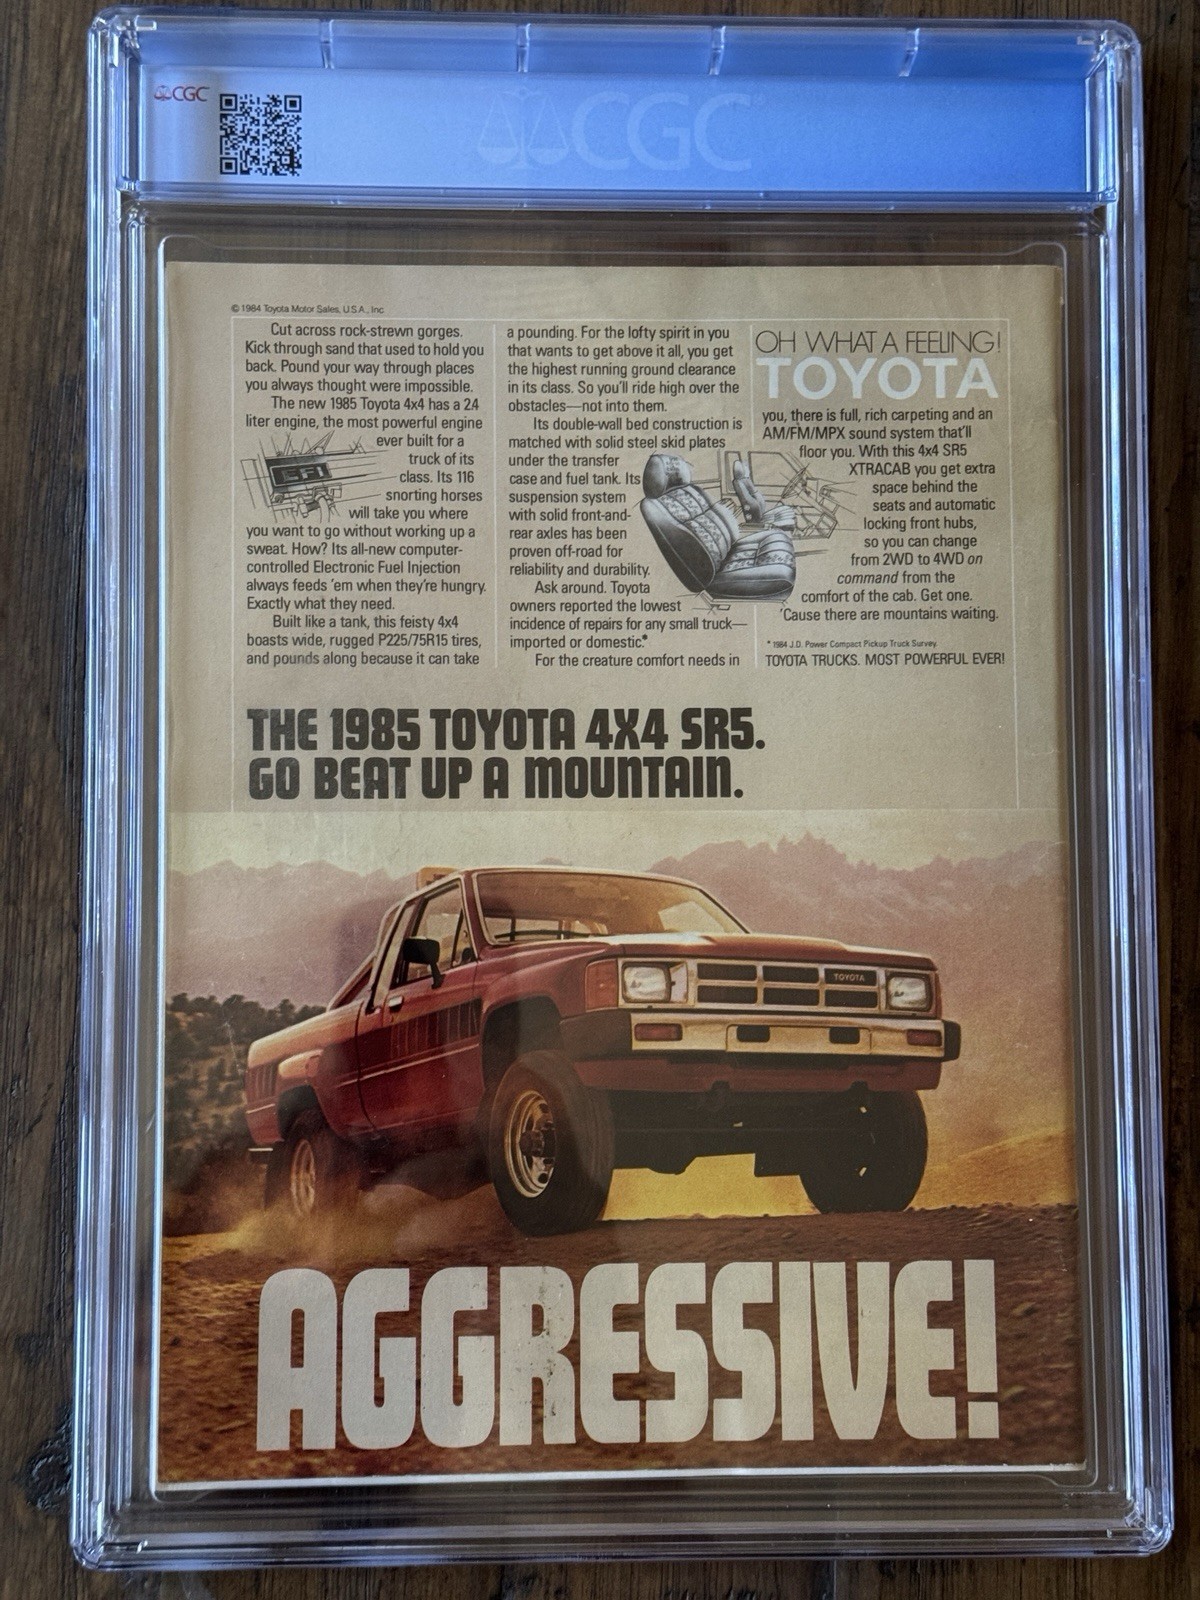 CGC
CGC
© 1984 Toyota Motor Sales, U.S.A., Inc.
Cut across rock-strewn gorges.
Kick through sand that used to hold you
back. Pound your way through places
you always thought were impossible.
The new 1985 Toyota 4x4 has a 2.4
liter engine, the most powerful engine
ever built for a
truck of its
class. Its 116
snorting horses
will take you where
you want to go without working up a
sweat. How? Its all-new computer-
controlled Electronic Fuel Injection
always feeds 'em when they're hungry.
Exactly what they need.
Built like a tank, this feisty 4x4
boasts wide, rugged P225/75R15 tires,
and pounds along because it can take
EFI
a pounding. For the lofty spirit in you
that wants to get above it all, you get
the highest running ground clearance
in its class. So you'll ride high over the
obstacles—not into them.
Its double-wall bed construction is
matched with solid steel skid plates
under the transfer
case and fuel tank. Its
suspension system
with solid front-and-
rear axles has been
proven off-road for
reliability and durability.
Ask around. Toyota
owners reported the lowest
incidence of repairs for any small truck—
imported or domestic.*
For the creature comfort needs in
OH WHAT A FEELING!
TOYOTA
you, there is full, rich carpeting and an
AM/FM/MPX sound system that'll
floor you. With this 4x4 SR5
XTRACAB you get extra
space behind the
seats and automatic
locking front hubs,
so you can change
from 2WD to 4WD on
command from the
comfort of the cab. Get one.
'Cause there are mountains waiting.
* 1984 J.D. Power Compact Pickup Truck Survey.
TOYOTA TRUCKS. MOST POWERFUL EVER!
THE 1985 TOYOTA 4X4 SR5.
GO BEAT UP A MOUNTAIN.
TOYOTA
AGGRESSIVE!